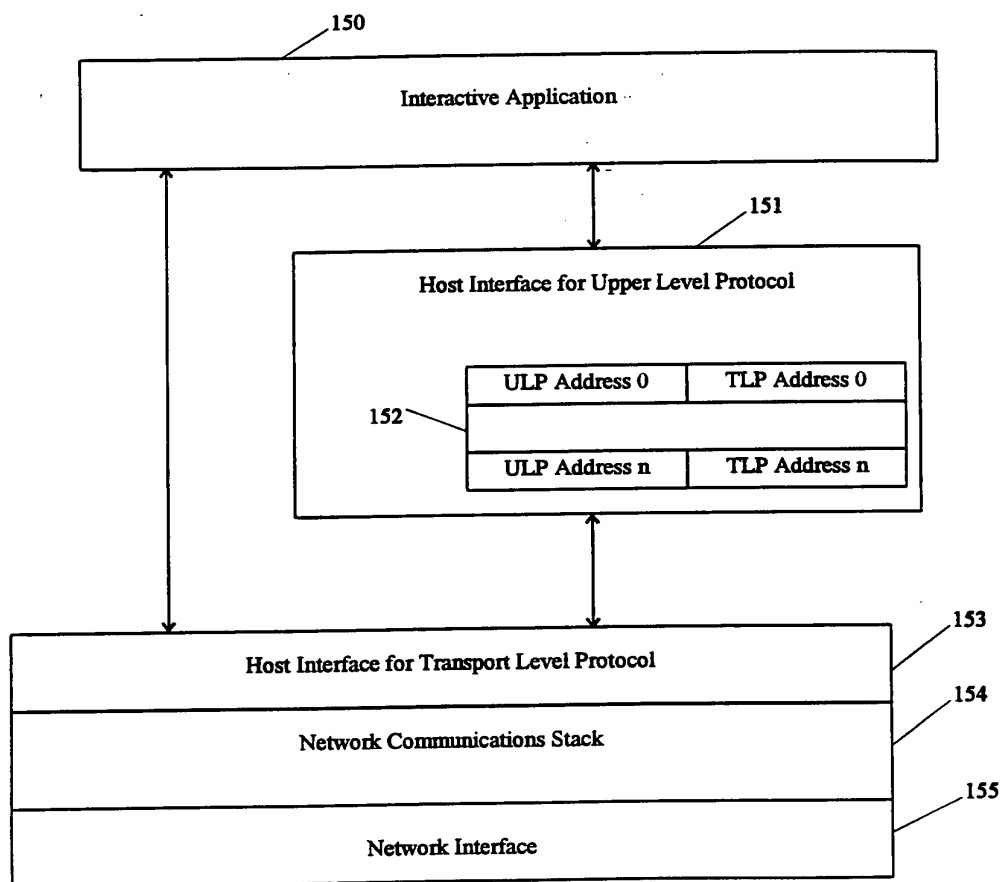 150
Interactive Application
151
Host Interface for Upper Level Protocol
ULP Address 0 TLP Address 0
152
ULP Address n TLP Address n
153
Host Interface for Transport Level Protocol
154
Network Communications Stack
155
Network Interface